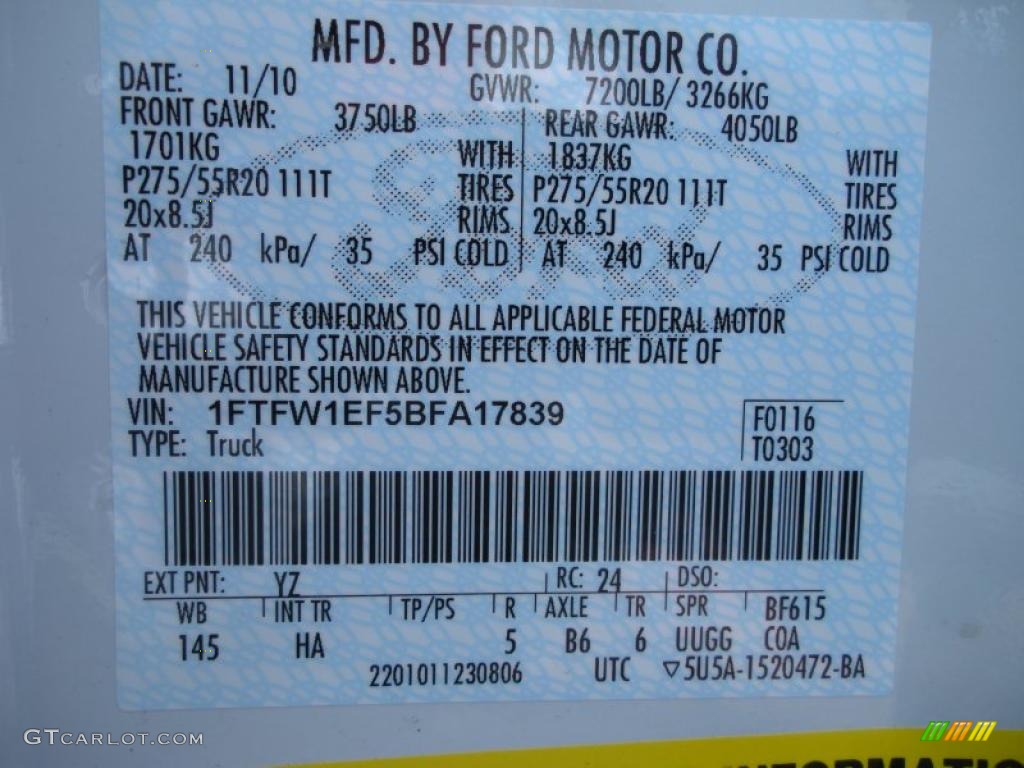 MFD. BY FORD MOTOR CO.
DATE: 11/10 GVWR: 7200LB/ 3266KG
FRONT GAWR: 3750LB REAR GAWR: 4050LB
1701KG WITH 1837KG WITH
P275/55R20 111T TIRES P275/55R20 111T TIRES
20x8.5J RIMS 20x8.5J RIMS
AT 240 kPa/ 35 PSI COLD AT 240 kPa/ 35 PSI COLD
THIS VEHICLE CONFORMS TO ALL APPLICABLE FEDERAL MOTOR
VEHICLE SAFETY STANDARDS IN EFFECT ON THE DATE OF
MANUFACTURE SHOWN ABOVE.
VIN: 1FTFW1EF5BFA17839 F0116
TYPE: Truck T0303
EXT PNT: YZ RC: 24 DSO:
WB INT TR TP/PS R AXLE TR SPR BF615
145 HA 5 B6 6 UUGG COA
2201011230806 UTC ▽5U5A-1520472-BA
GTCARLOT.COM